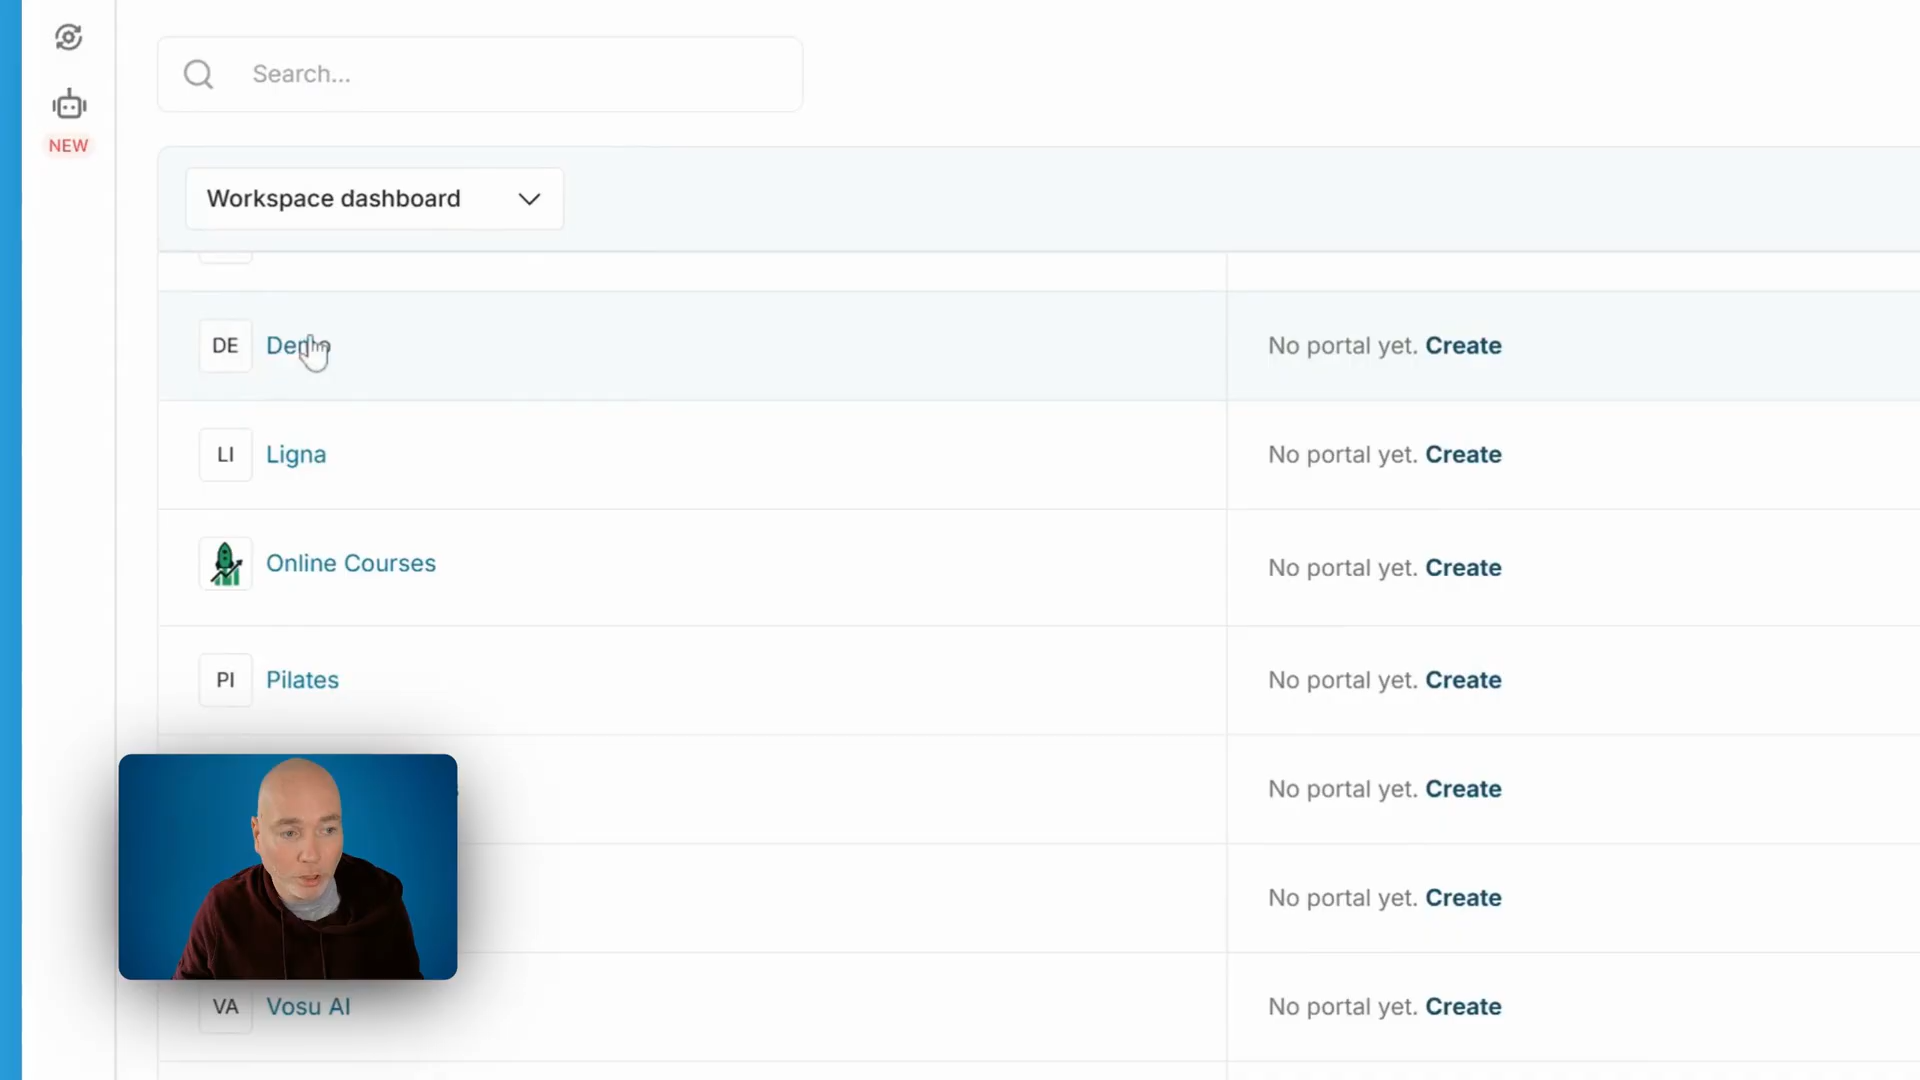 Search...
NEW
Workspace dashboard
DE Demo No portal yet. Create
LI Ligna No portal yet. Create
Online Courses No portal yet. Create
PI Pilates No portal yet. Create
No portal yet. Create
No portal yet. Create
VA Vosu AI No portal yet. Create